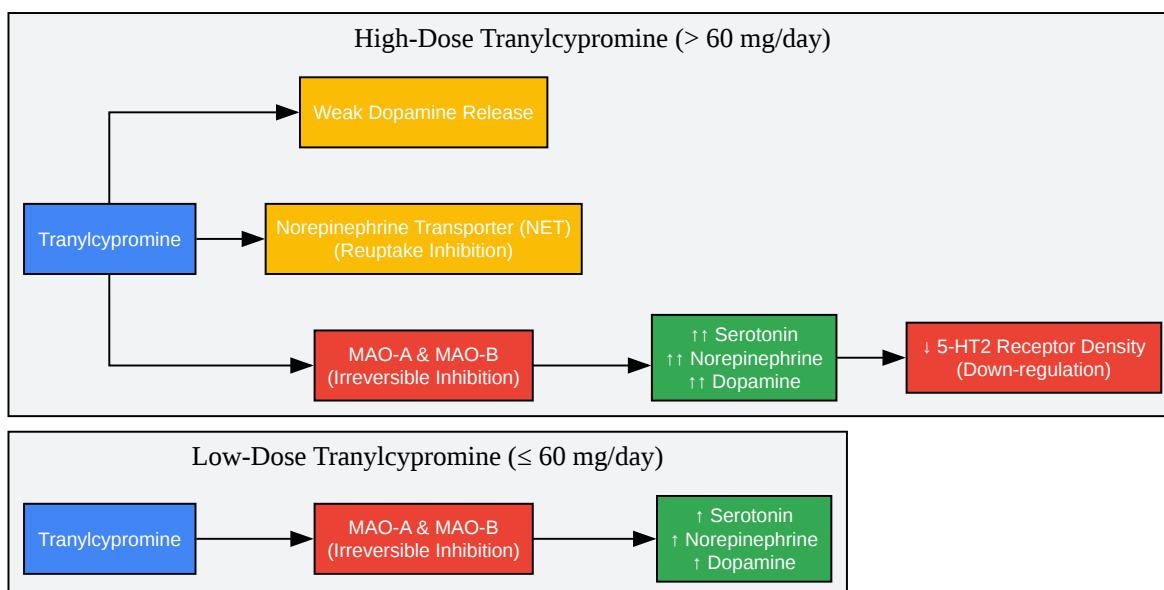 High-Dose Tranylcypromine (> 60 mg/day)
Weak Dopamine Release
Tranylcypromine
Norepinephrine Transporter (NET)
(Reuptake Inhibition)
MAO-A & MAO-B
(Irreversible Inhibition)
↑↑ Serotonin
↑↑ Norepinephrine
↑↑ Dopamine
↓ 5-HT2 Receptor Density
(Down-regulation)
Low-Dose Tranylcypromine (≤ 60 mg/day)
Tranylcypromine
MAO-A & MAO-B
(Irreversible Inhibition)
↑ Serotonin
↑ Norepinephrine
↑ Dopamine